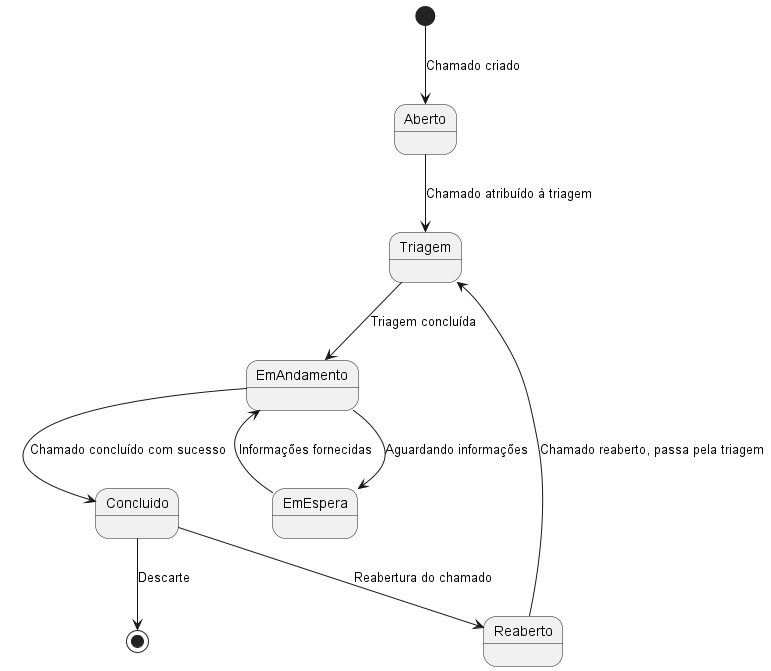 Chamado criado
Aberto
Chamado atribuído à triagem
Triagem
Triagem concluída
EmAndamento
Chamado concluído com sucesso
Informações fornecidas
Aguardando informações
Chamado reaberto, passa pela triagem
Concluido
EmEspera
Descarte
Reabertura do chamado
Reaberto